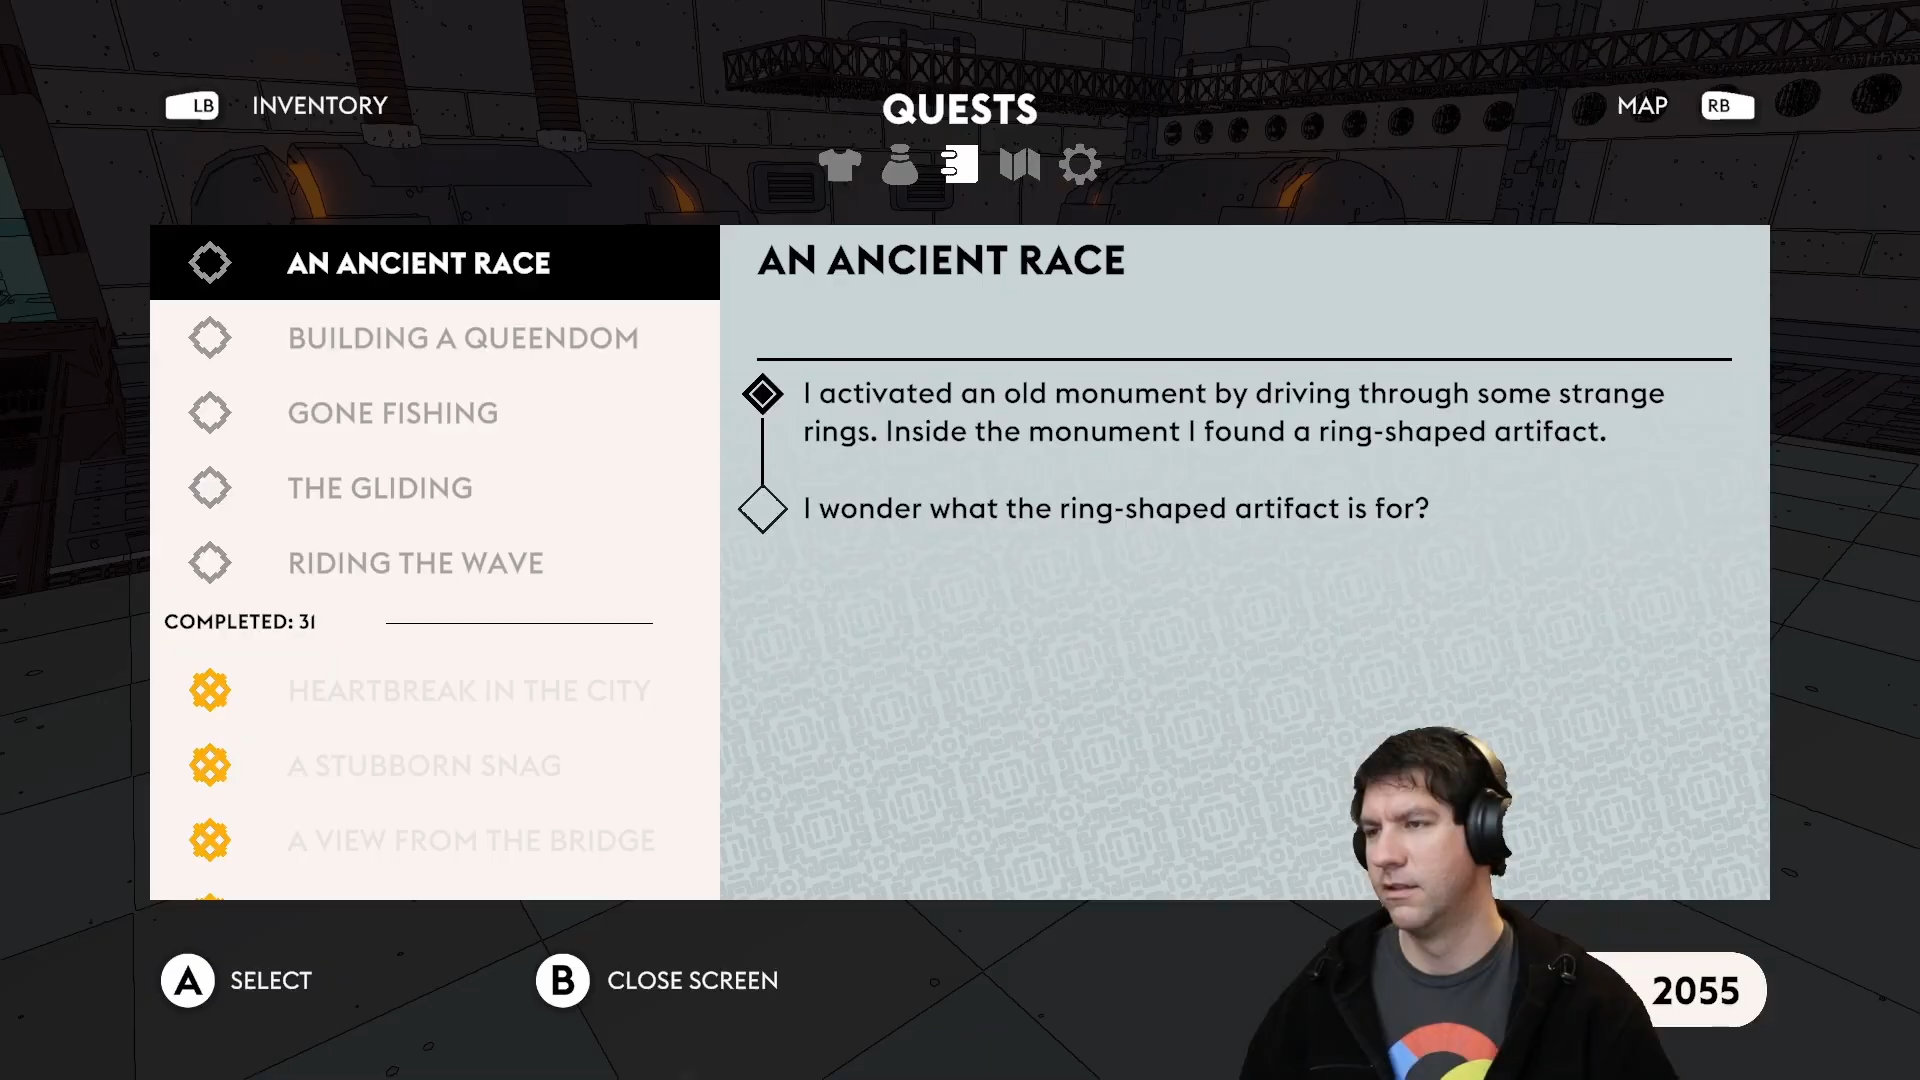 LB INVENTORY
QUESTS
MAP RB
AN ANCIENT RACE
BUILDING A QUEENDOM
GONE FISHING
THE GLIDING
RIDING THE WAVE
COMPLETED: 31
HEARTBREAK IN THE CITY
A STUBBORN SNAG
A VIEW FROM THE BRIDGE
AN ANCIENT RACE
I activated an old monument by driving through some strange
rings. Inside the monument I found a ring-shaped artifact.
I wonder what the ring-shaped artifact is for?
A SELECT
B CLOSE SCREEN
2055